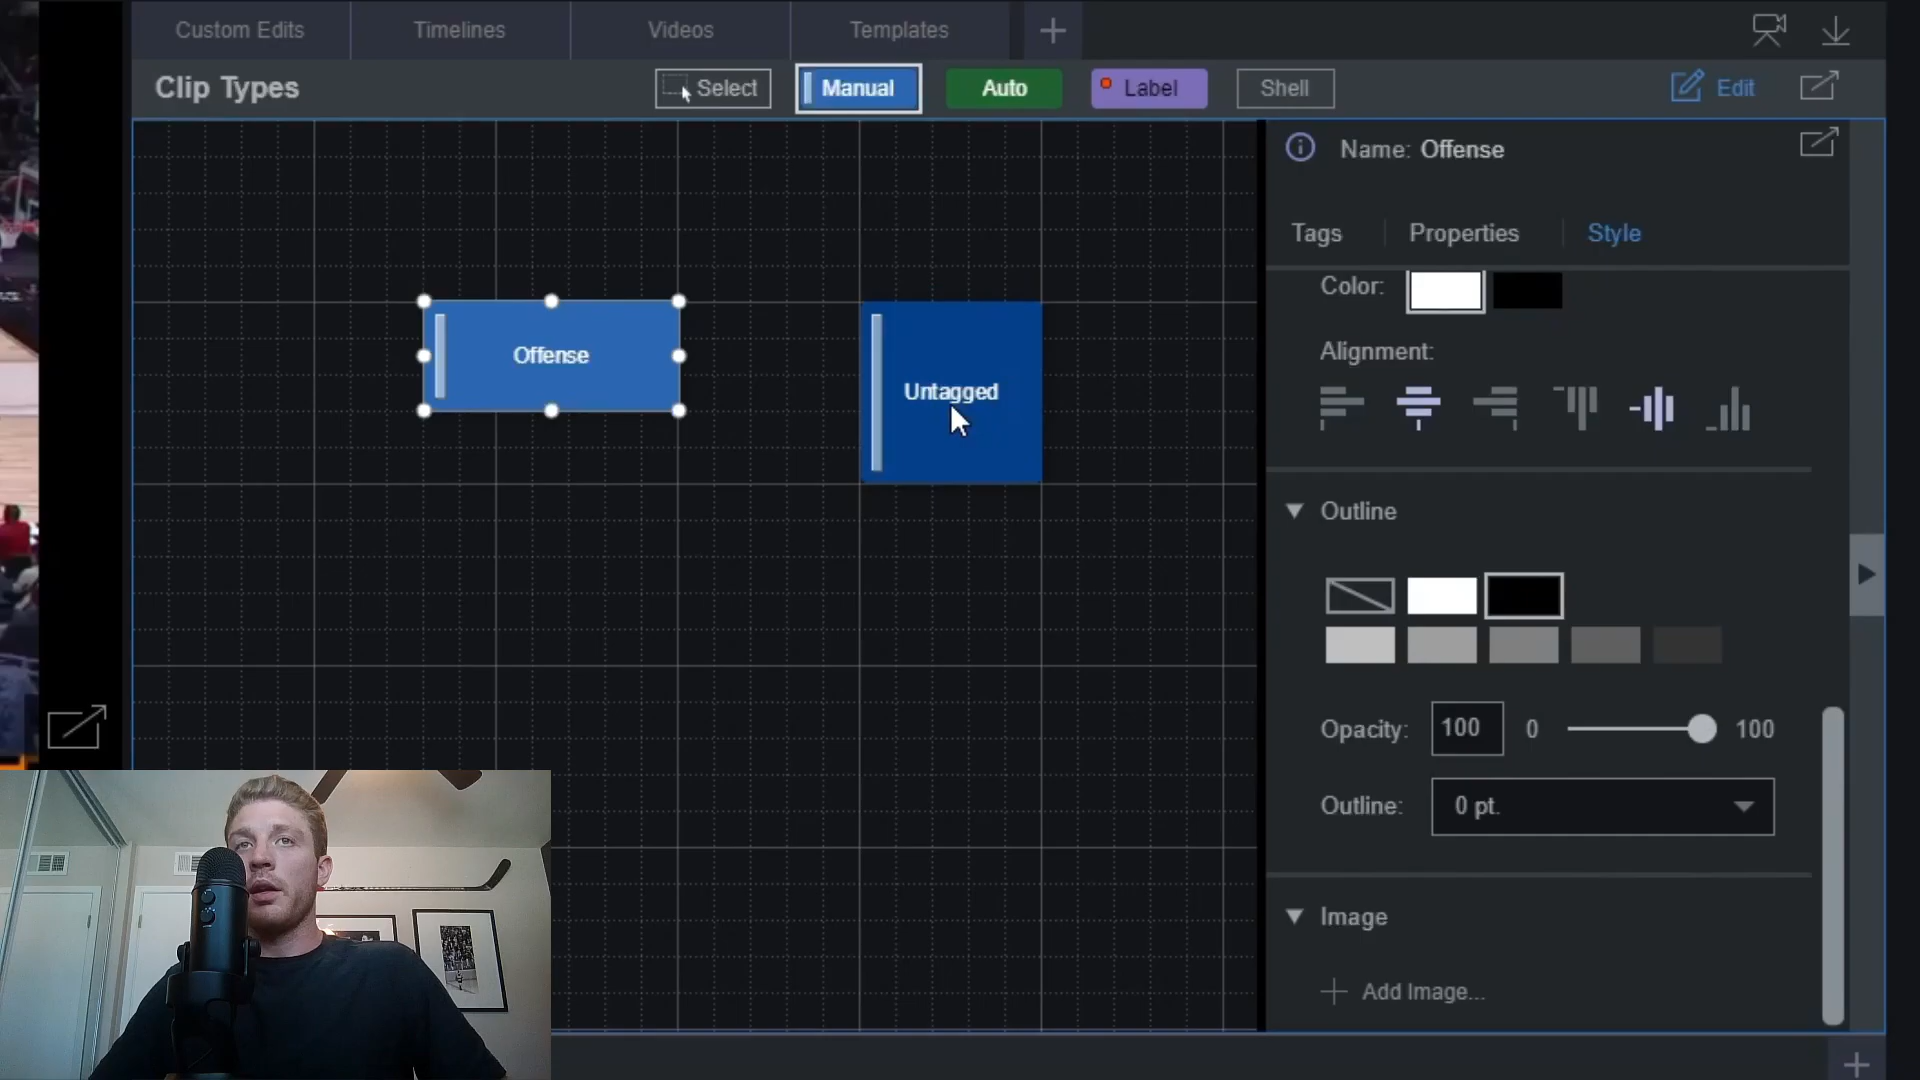 Custom Edits
Timelines
Videos
Templates
Clip Types
Select
Manual
Auto
Label
Shell
Edit
Name: Offense
Tags
Properties
Style
Color:
Offense
Untagged
Alignment:
Outline
Opacity: 100 0 100
Outline: 0 pt.
Image
Add Image...